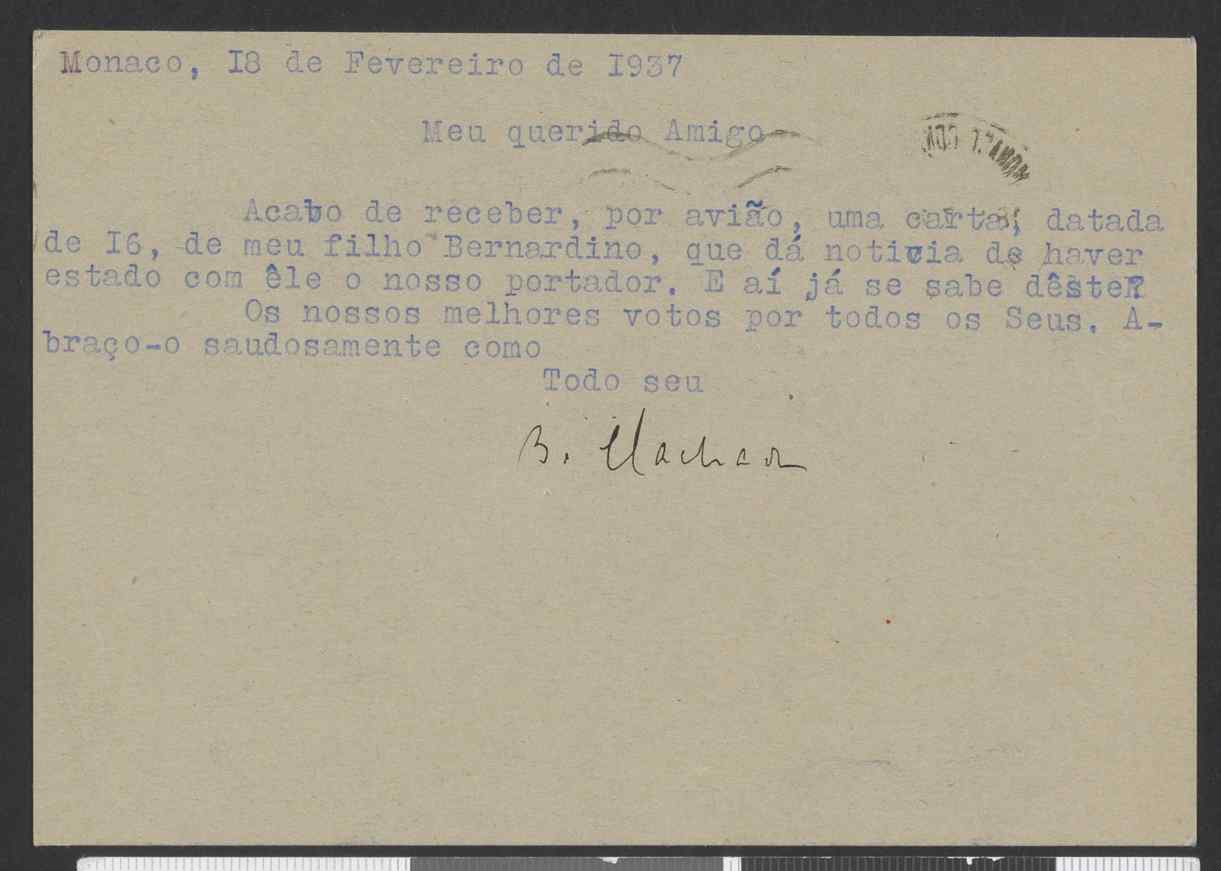 Monaco, I8 de Fevereiro de I937
Meu querido Amigo
Acabo de receber, por avião, uma carta, datada
de I6, de meu filho Bernardino, que dá noticia de haver
estado com êle o nosso portador. E aí já se sabe dêste?
Os nossos melhores votos por todos os Seus. A-
braço-o saudosamente como
Todo seu
B. Machado